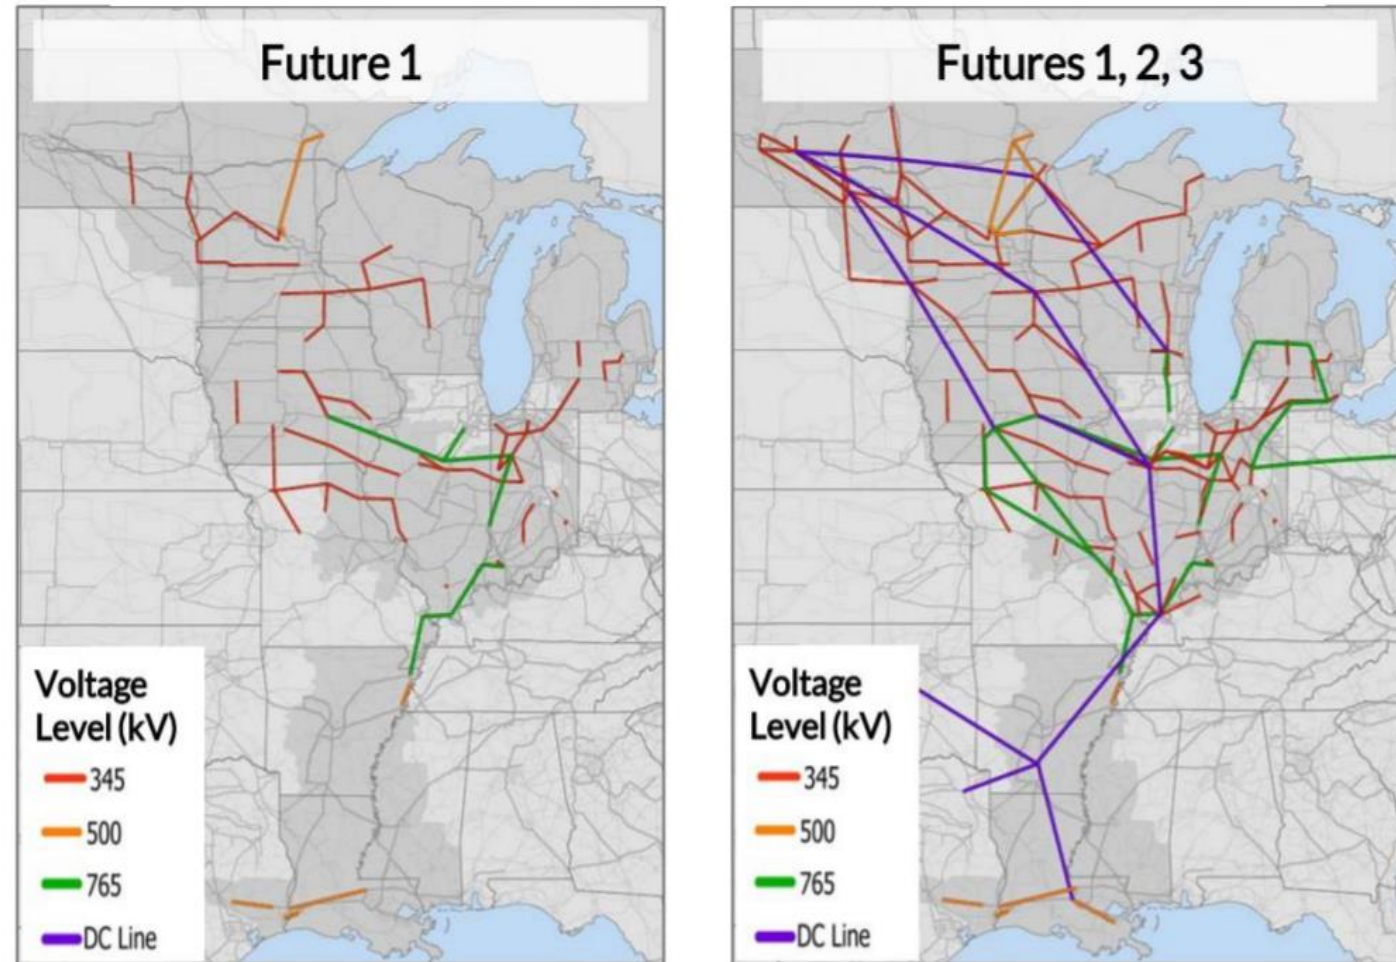 Future 1
Voltage
Level (kV)
345
500
765
DC Line
Futures 1, 2, 3
Voltage
Level (kV)
345
500
765
DC Line